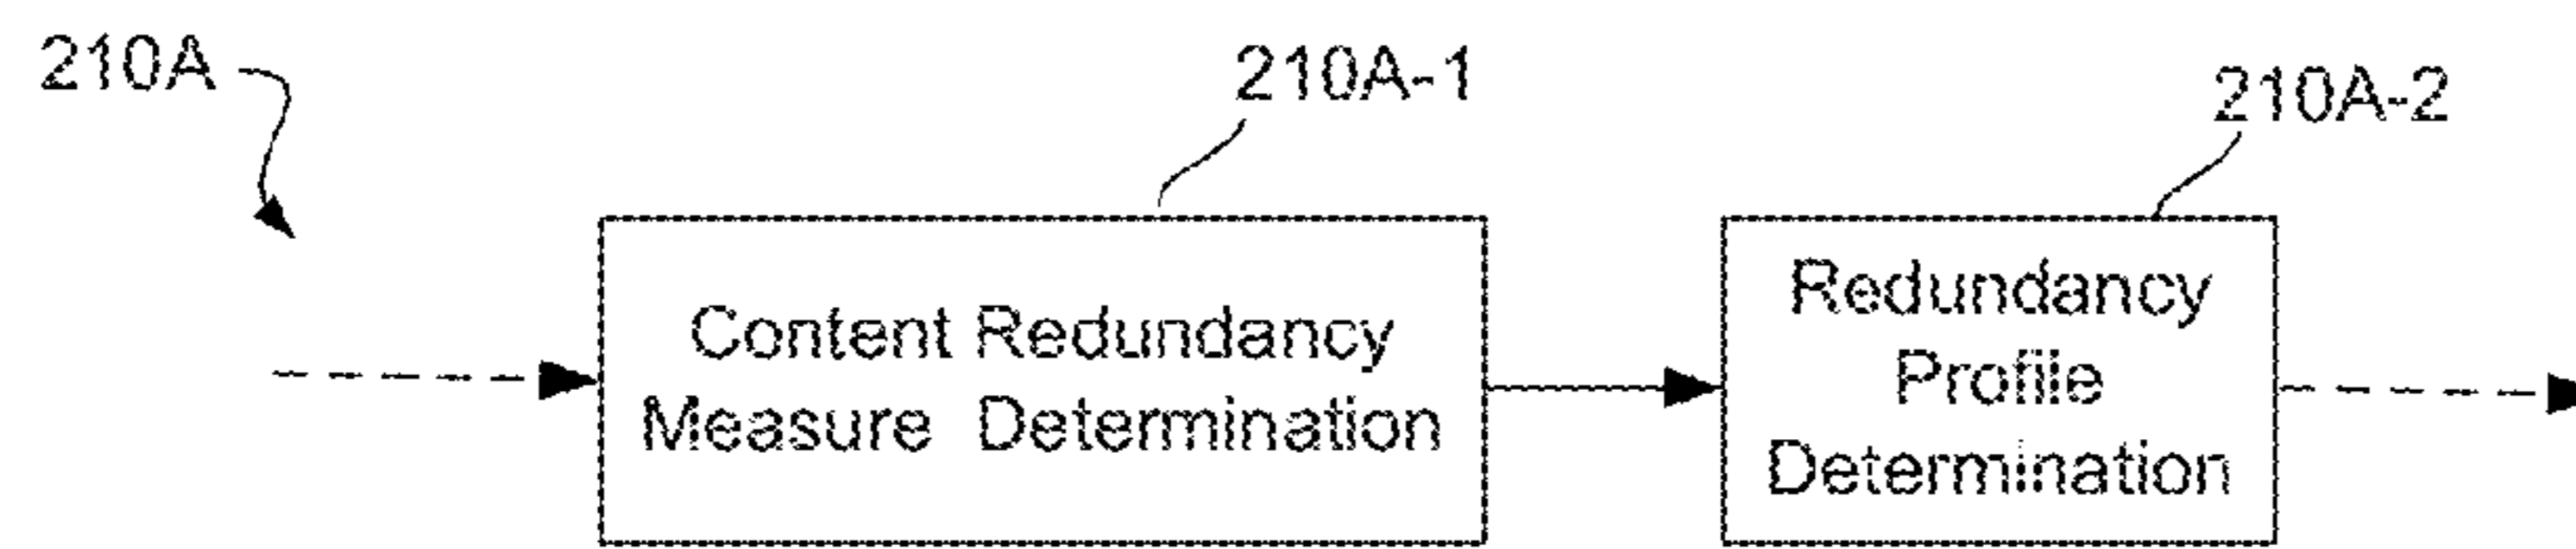 210A
210A-1
210A-2
Content Redundancy
Measure Determination
Redundancy
Profile
Determination